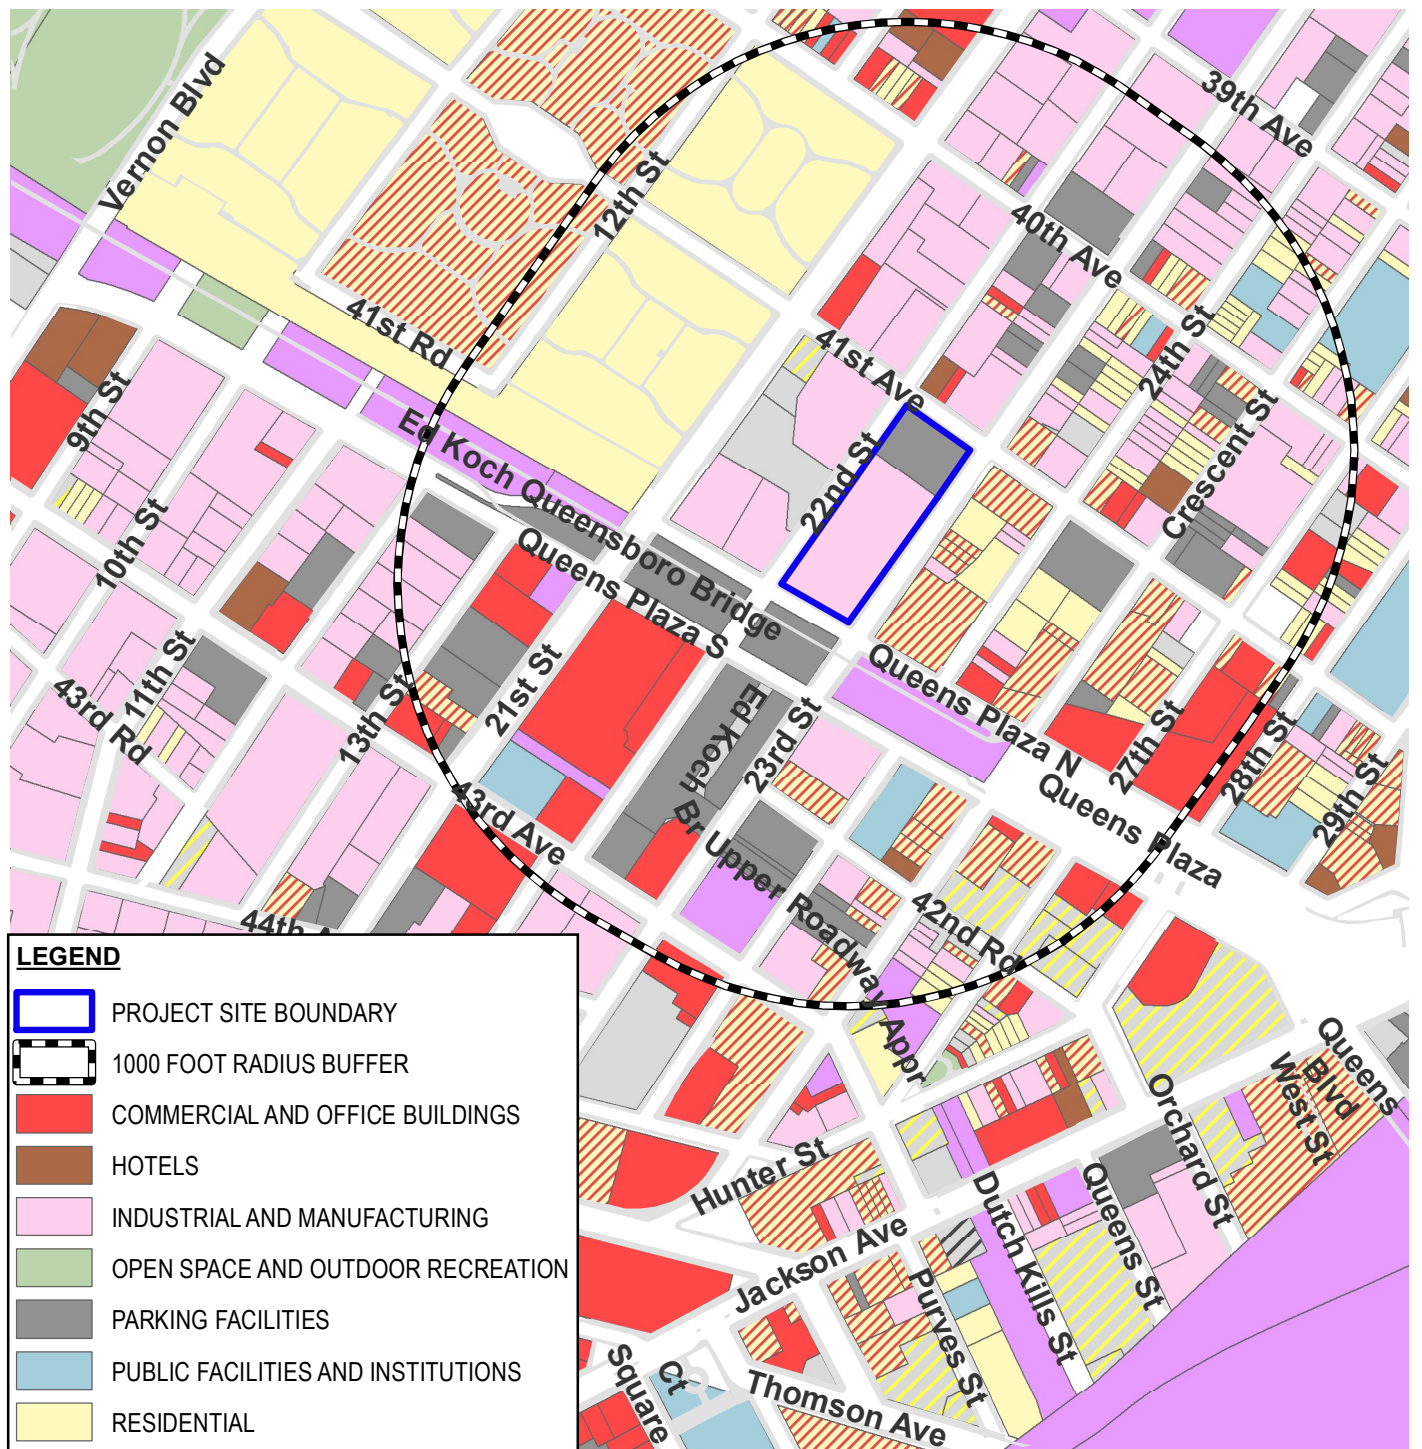 39th Ave
Vernon Blvd
12th St
40th Ave
41st Rd
41st Ave
24th St
9th St
Ed Koch Queensboro Bridge
22nd St
Crescent St
10th St
Queens Plaza S
11th St
43rd Rd
13th St
21st St
Ed Koch
23rd St
Queens Plaza N
27th St
28th St
29th St
Queens Plaza
43rd Ave
Br Upper Roadway Appr
42nd Rd
44th A
Queens
Blvd
West St
Orchard St
Hunter St
Dutch Kills St
Queens St
Jackson Ave
Purves St
Square
Ct
Thomson Ave
LEGEND
PROJECT SITE BOUNDARY
1000 FOOT RADIUS BUFFER
COMMERCIAL AND OFFICE BUILDINGS
HOTELS
INDUSTRIAL AND MANUFACTURING
OPEN SPACE AND OUTDOOR RECREATION
PARKING FACILITIES
PUBLIC FACILITIES AND INSTITUTIONS
RESIDENTIAL